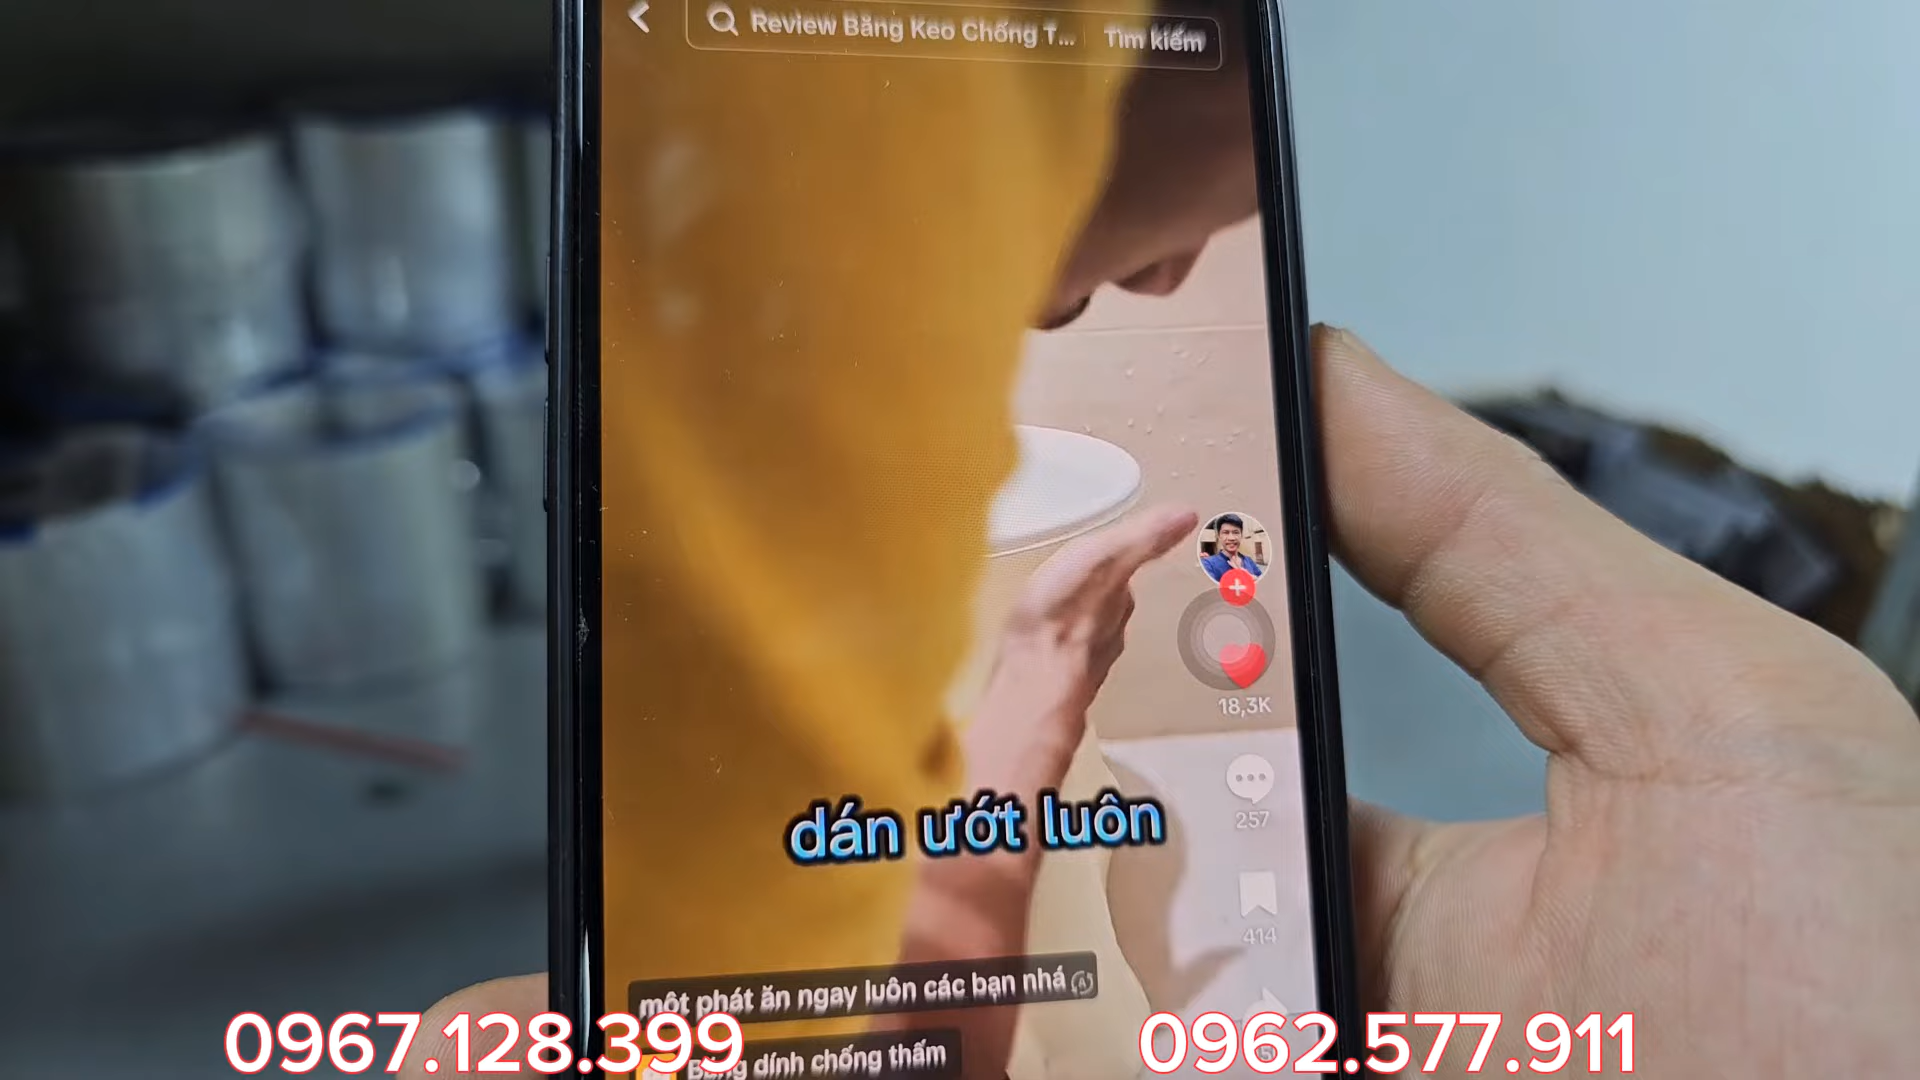 Review Băng Keo Chống T... Tìm kiếm
18,3K
257
dán ướt luôn
414
một phát ăn ngay luôn các bạn nhá
Băng dính chống thấm
0967.128.399
0962.577.911